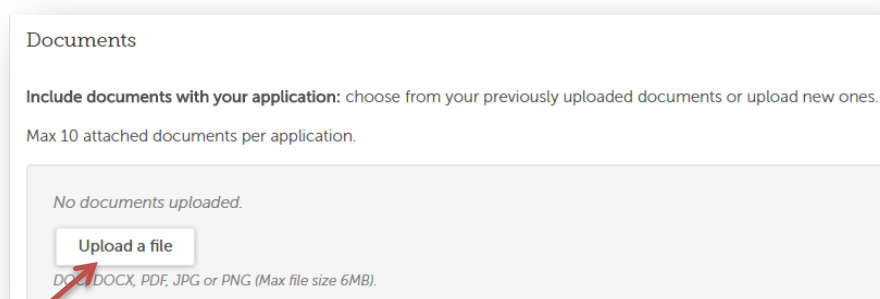 Documents
Include documents with your application: choose from your previously uploaded documents or upload new ones.
Max 10 attached documents per application.
No documents uploaded.
Upload a file
DOC, DOCX, PDF, JPG or PNG (Max file size 6MB).